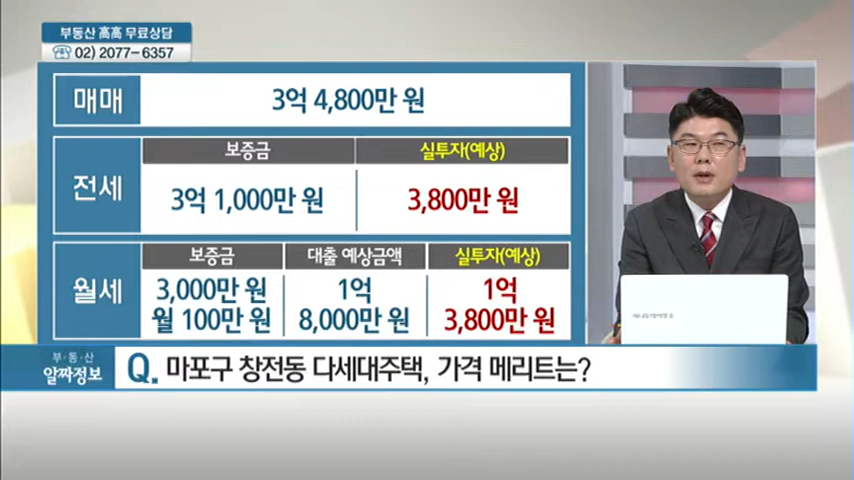 부동산 高高 무료상담
☎ 02) 2077-6357
매매
3억 4,800만 원
전세
보증금
실투자(예상)
3억 1,000만 원
3,800만 원
월세
보증금
대출 예상금액
실투자(예상)
3,000만 원
월 100만 원
1억
8,000만 원
1억
3,800만 원
부·동·산
알짜정보
Q. 마포구 창전동 다세대주택, 가격 메리트는?